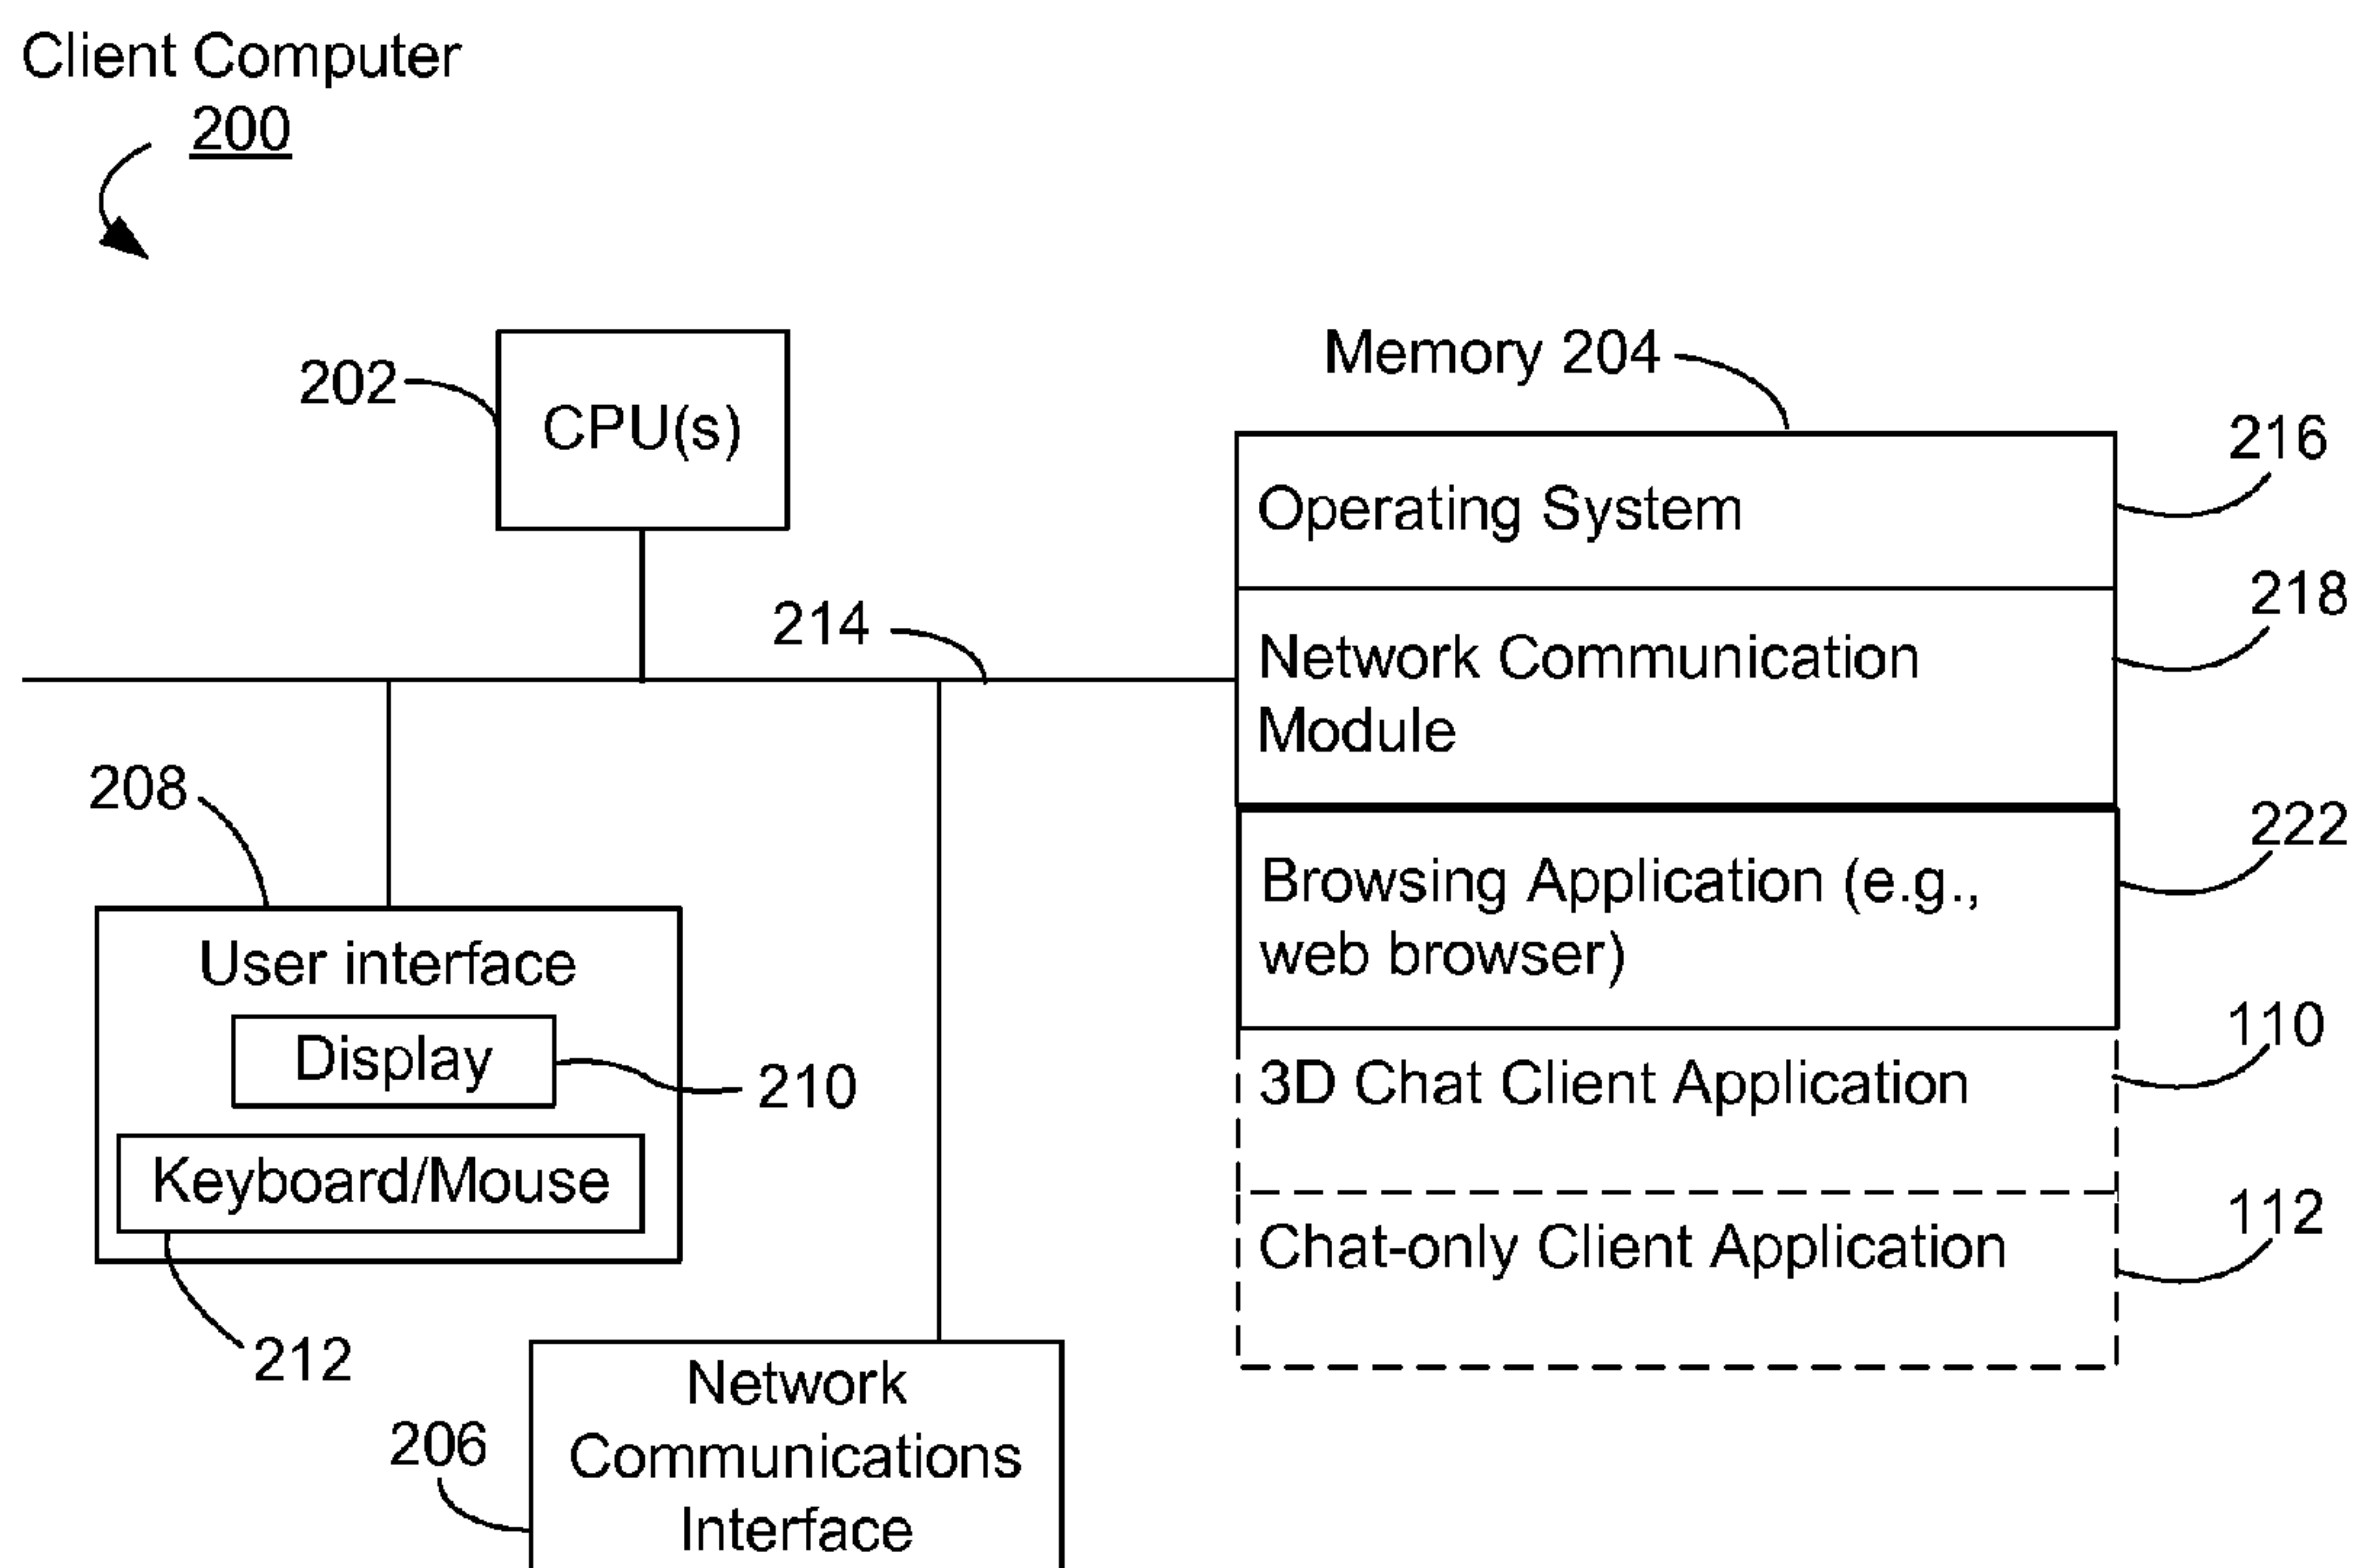 Client Computer
200
202
CPU(s)
Memory 204
Operating System
216
214
Network Communication
Module
218
208
User interface
Display
210
Keyboard/Mouse
212
Browsing Application (e.g.,
web browser)
222
3D Chat Client Application
110
Chat-only Client Application
112
206
Network
Communications
Interface